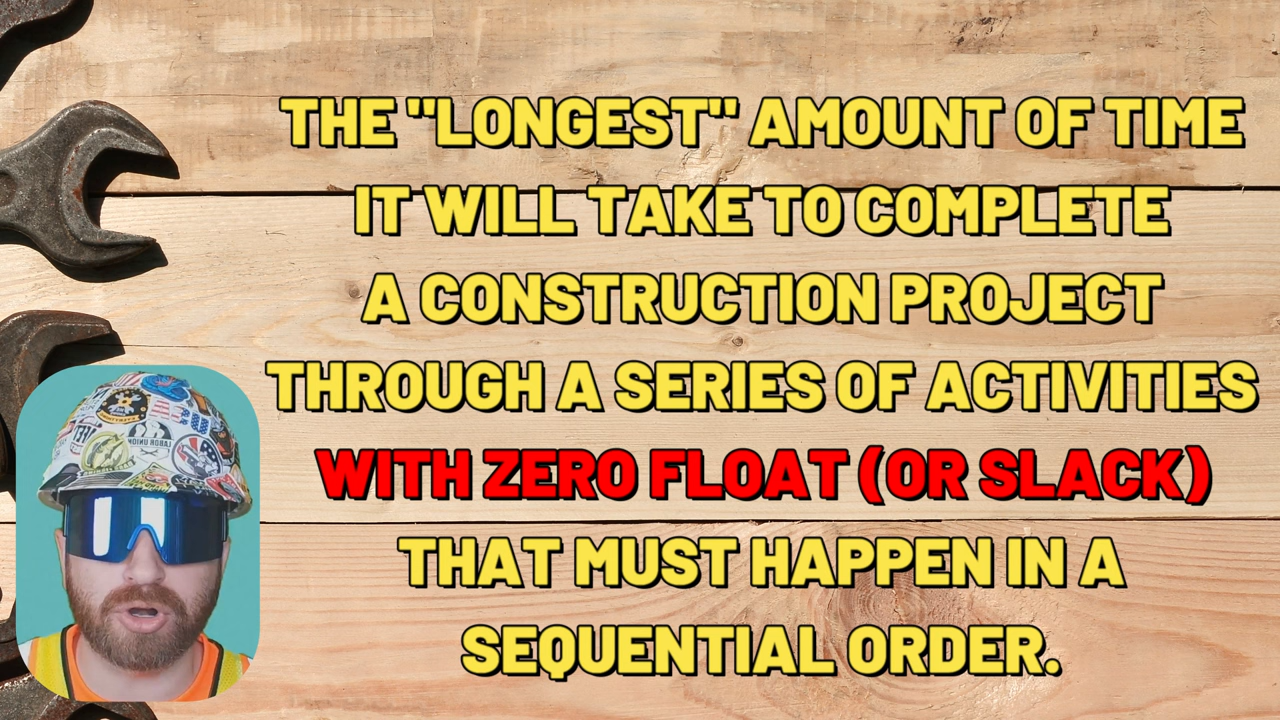 THE "LONGEST" AMOUNT OF TIME
IT WILL TAKE TO COMPLETE
A CONSTRUCTION PROJECT
THROUGH A SERIES OF ACTIVITIES
WITH ZERO FLOAT (OR SLACK)
THAT MUST HAPPEN IN A
SEQUENTIAL ORDER.